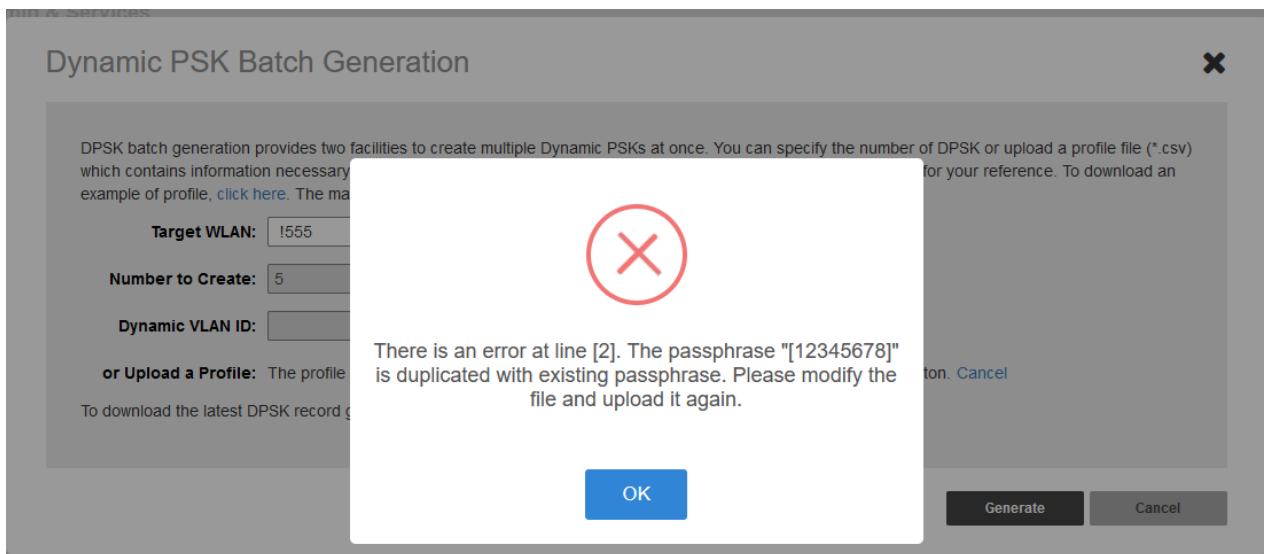 & Services
Dynamic PSK Batch Generation
DPSK batch generation provides two facilities to create multiple Dynamic PSKs at once. You can specify the number of DPSK or upload a profile file (*.csv)
which contains information necessary for your reference. To download an
example of profile, click here. The
Target WLAN: !555
Number to Create: 5
Dynamic VLAN ID:
or Upload a Profile: The profile Cancel
To download the latest DPSK record
There is an error at line [2]. The passphrase "[12345678]"
is duplicated with existing passphrase. Please modify the
file and upload it again.
OK
Generate Cancel